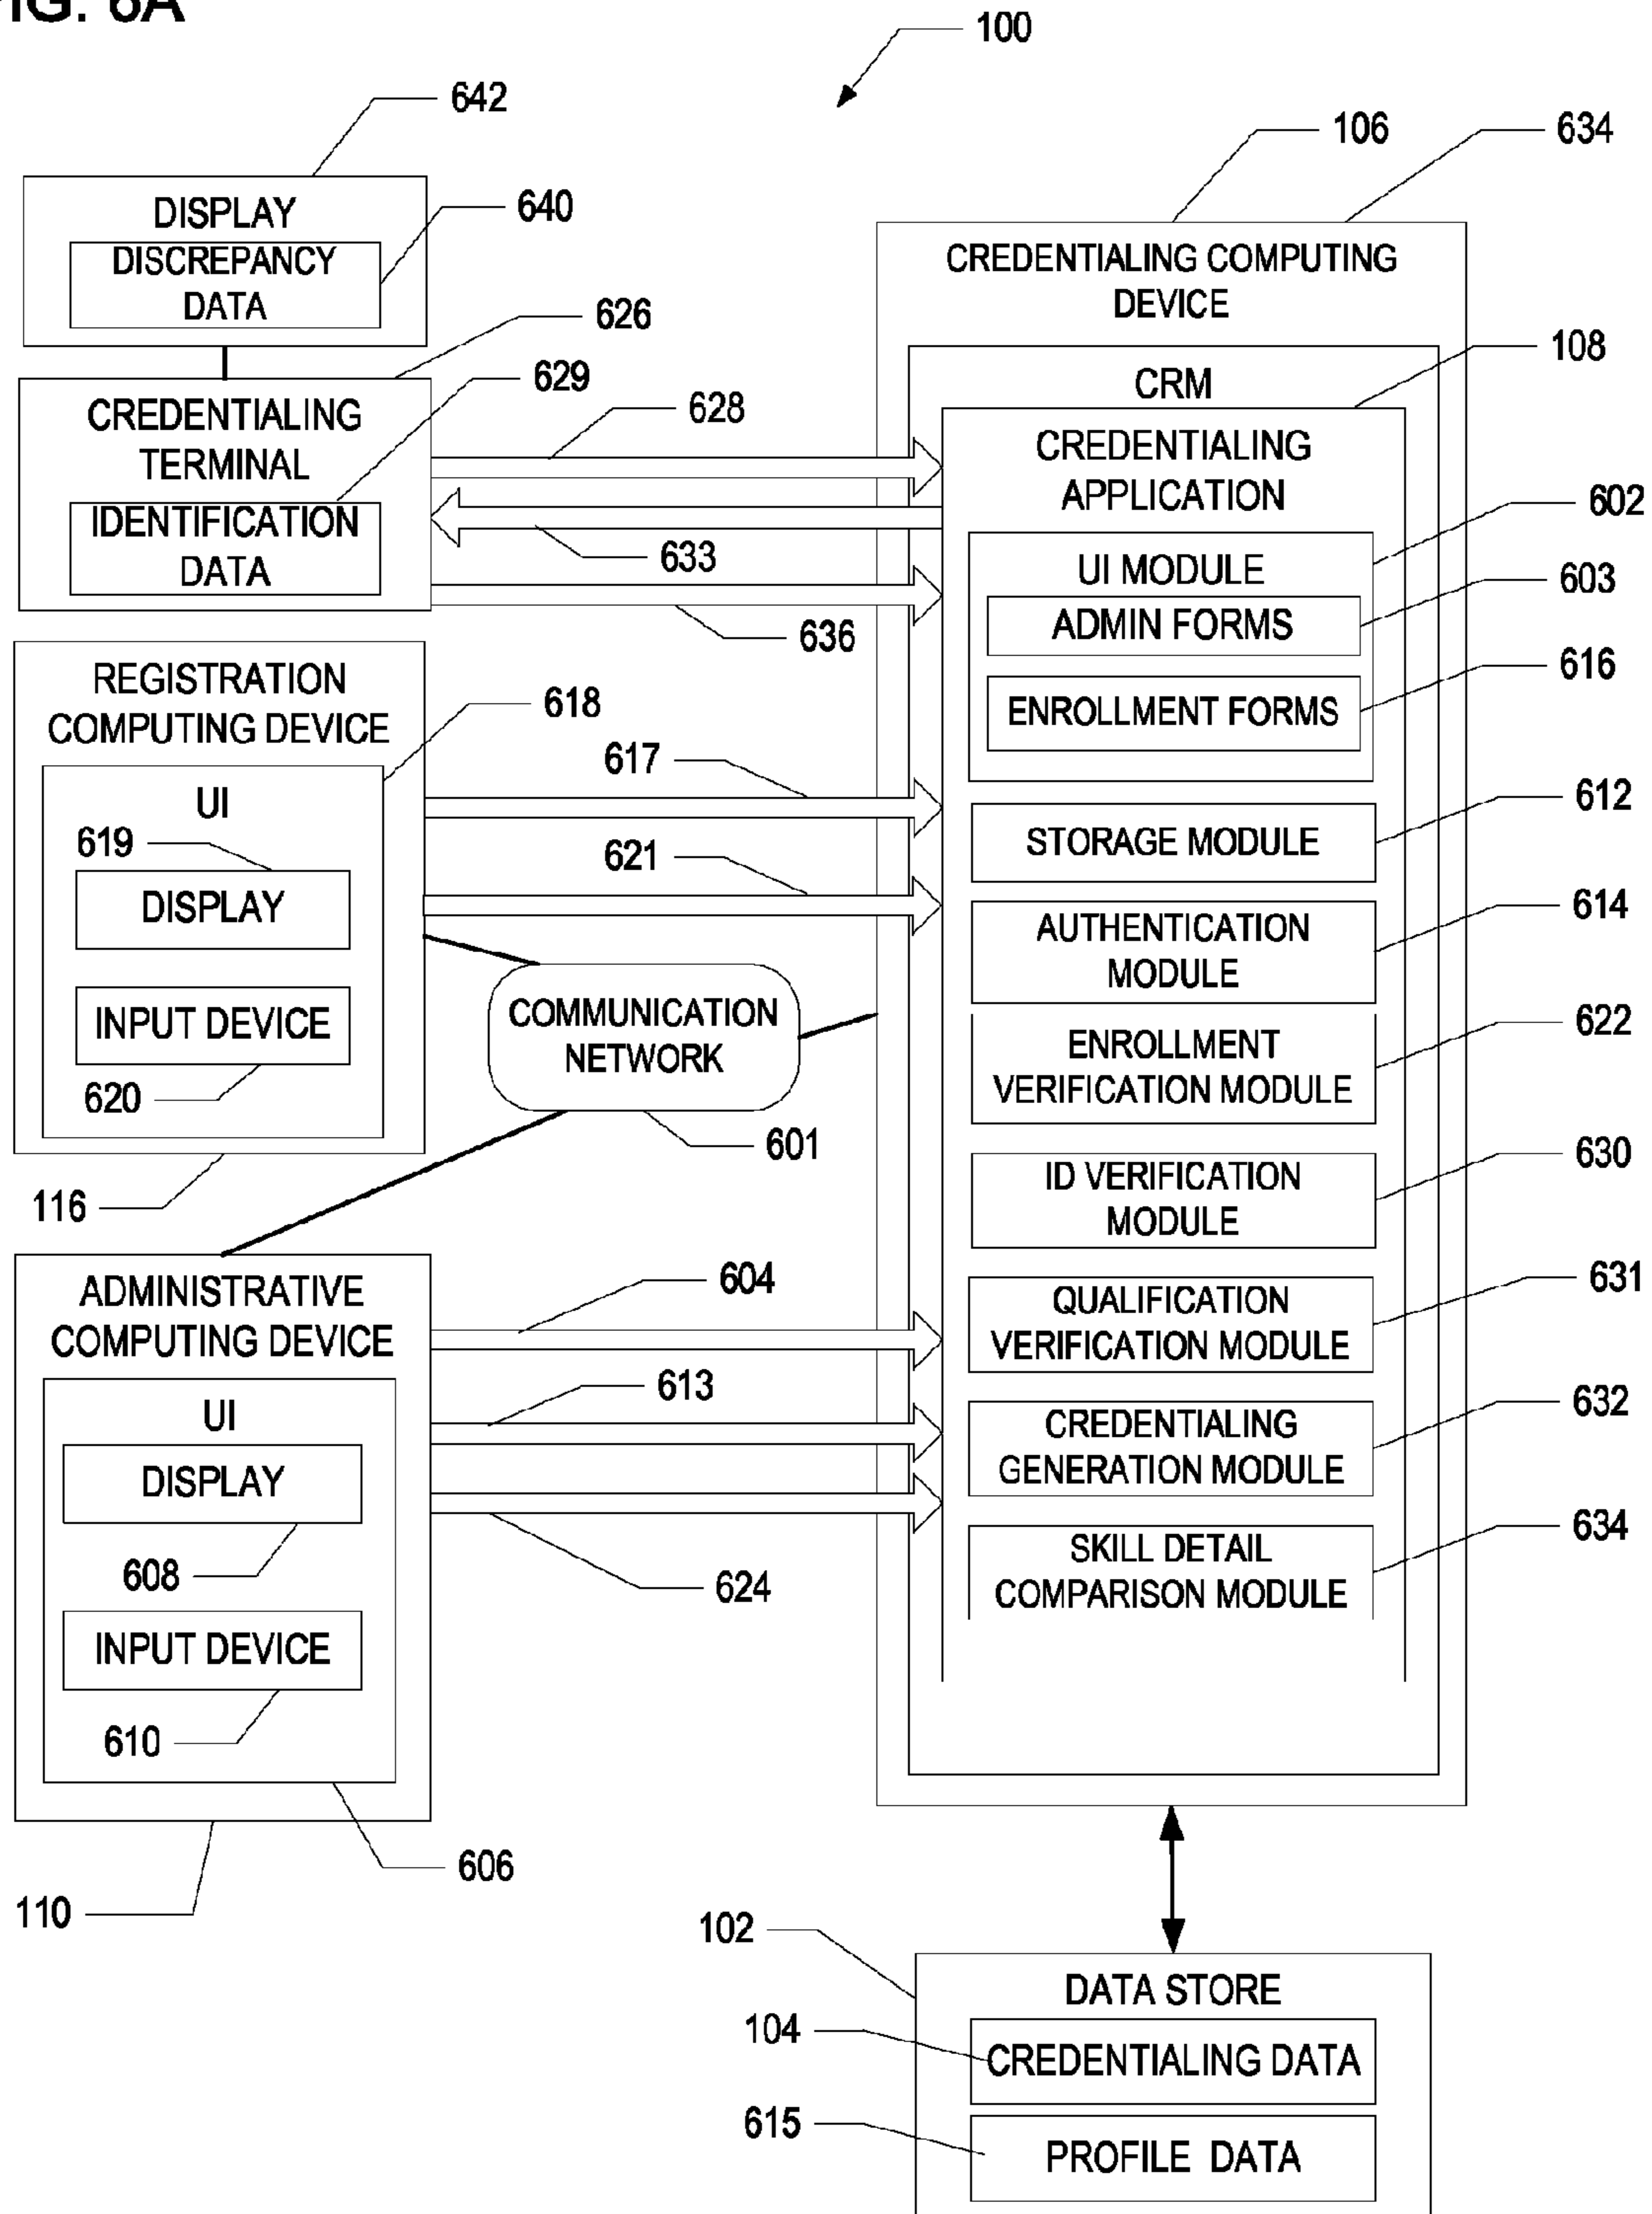 FIG. 6A
100
642
106
634
DISPLAY
640
DISCREPANCY
DATA
CREDENTIALING COMPUTING
DEVICE
626
108
629
CREDENTIALING
TERMINAL
628
CRM
CREDENTIALING
APPLICATION
602
IDENTIFICATION
DATA
633
UI MODULE
603
ADMIN FORMS
636
616
ENROLLMENT FORMS
REGISTRATION
COMPUTING DEVICE
618
617
UI
619
612
STORAGE MODULE
621
DISPLAY
614
AUTHENTICATION
MODULE
INPUT DEVICE
620
COMMUNICATION
NETWORK
622
ENROLLMENT
VERIFICATION MODULE
601
630
ID VERIFICATION
MODULE
116
ADMINISTRATIVE
COMPUTING DEVICE
604
631
QUALIFICATION
VERIFICATION MODULE
613
UI
632
CREDENTIALING
GENERATION MODULE
DISPLAY
608
624
634
SKILL DETAIL
COMPARISON MODULE
INPUT DEVICE
610
606
110
102
DATA STORE
104
CREDENTIALING DATA
615
PROFILE DATA